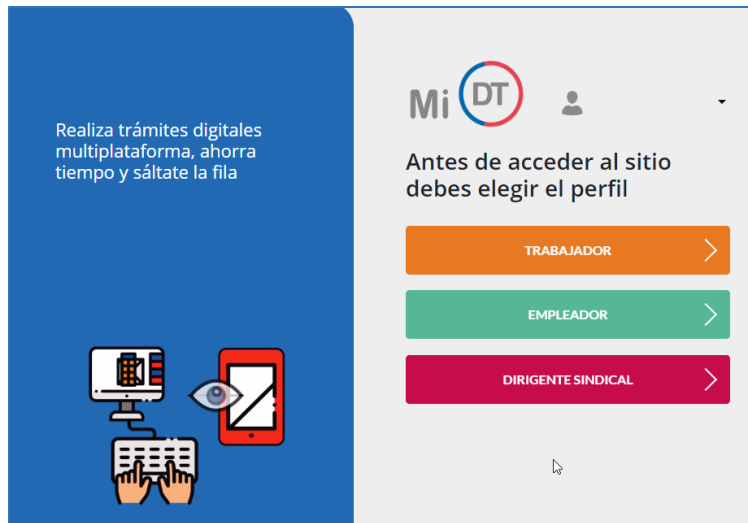 Realiza trámites digitales
multiplataforma, ahorra
tiempo y sáltate la fila
Mi DT
Antes de acceder al sitio
debes elegir el perfil
TRABAJADOR
EMPLEADOR
DIRIGENTE SINDICAL